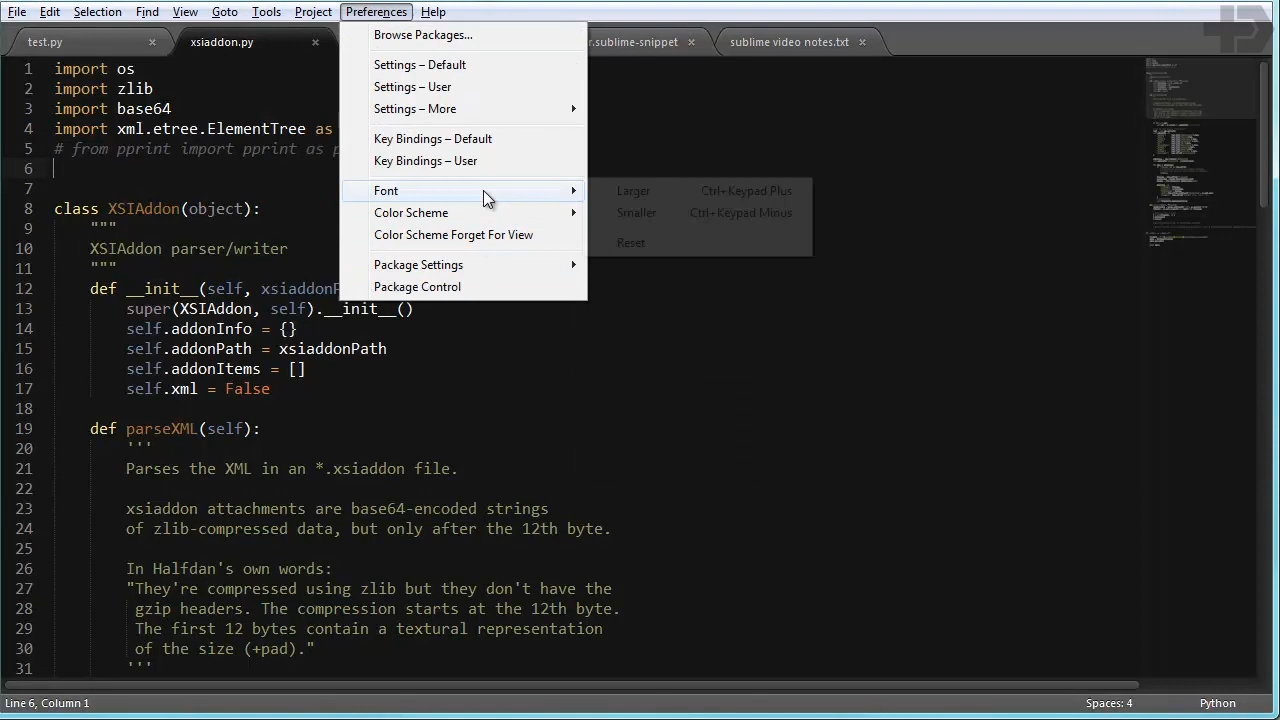 File Edit Selection Find View Goto Tools Project Preferences Help
test.py × xsiaddon.py × r.sublime-snippet × sublime video notes.txt ×
Browse Packages...
Settings – Default
Settings – User
Settings – More
Key Bindings – Default
Key Bindings – User
Font
Color Scheme
Color Scheme Forget For View
Package Settings
Package Control
Larger Ctrl+Keypad Plus
Smaller Ctrl+Keypad Minus
Reset
1 import os
2 import zlib
3 import base64
4 import xml.etree.ElementTree as
5 # from pprint import pprint as p
6
7
8 class XSIAddon(object):
9 """
10 XSIAddon parser/writer
11 """
12 def __init__(self, xsiaddonP
13 super(XSIAddon, self).__init__()
14 self.addonInfo = {}
15 self.addonPath = xsiaddonPath
16 self.addonItems = []
17 self.xml = False
18
19 def parseXML(self):
20 '''
21 Parses the XML in an *.xsiaddon file.
22
23 xsiaddon attachments are base64-encoded strings
24 of zlib-compressed data, but only after the 12th byte.
25
26 In Halfdan's own words:
27 "They're compressed using zlib but they don't have the
28 gzip headers. The compression starts at the 12th byte.
29 The first 12 bytes contain a textural representation
30 of the size (+pad)."
31 '''
Line 6, Column 1 Spaces: 4 Python